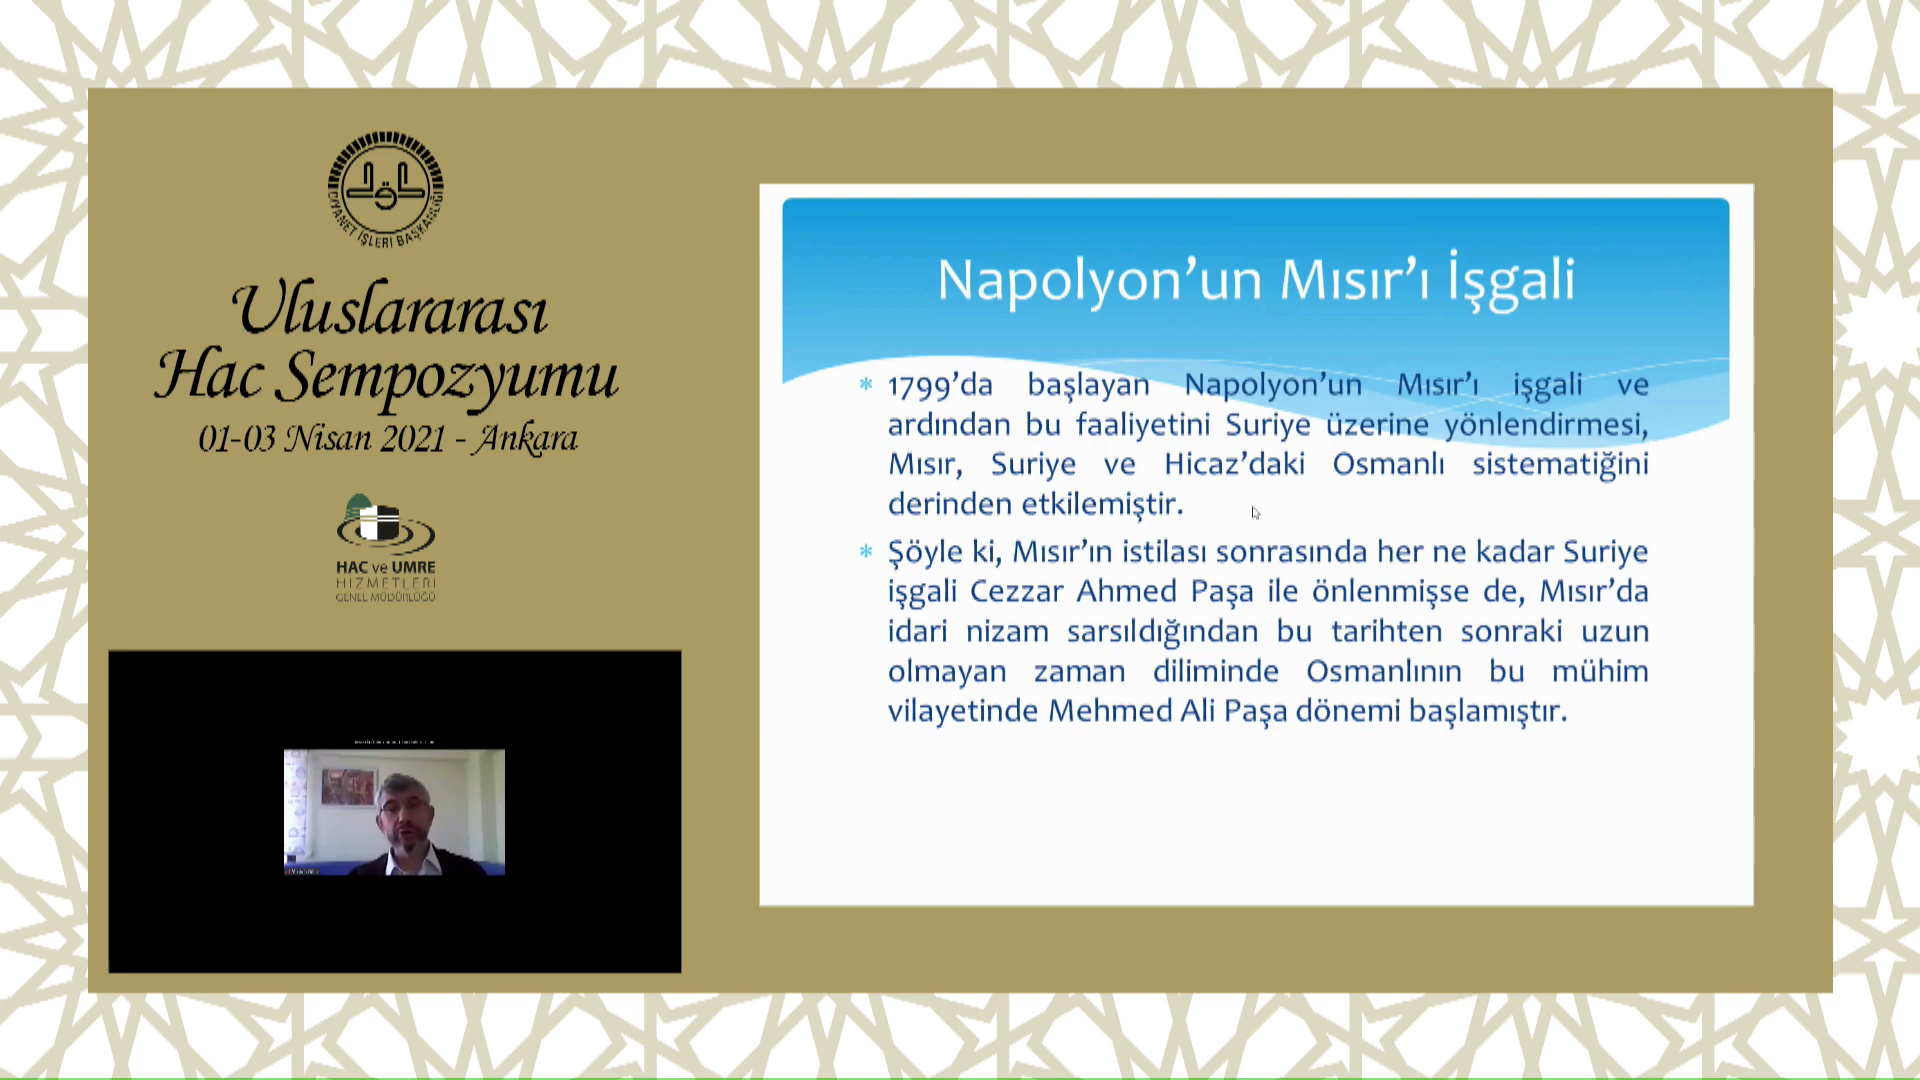 DİYANET İŞLERİ BAŞKANLIĞI
Uluslararası
Hac Sempozyumu
01-03 Nisan 2021 - Ankara
HAC ve UMRE
HİZMETLERİ
GENEL MÜDÜRLÜĞÜ
Napolyon’un Mısır’ı İşgali
* 1799’da başlayan Napolyon’un Mısır’ı işgali ve
ardından bu faaliyetini Suriye üzerine yönlendirmesi,
Mısır, Suriye ve Hicaz’daki Osmanlı sistematiğini
derinden etkilemiştir.
* Şöyle ki, Mısır’ın istilası sonrasında her ne kadar Suriye
işgali Cezzar Ahmed Paşa ile önlenmişse de, Mısır’da
idari nizam sarsıldığından bu tarihten sonraki uzun
olmayan zaman diliminde Osmanlının bu mühim
vilayetinde Mehmed Ali Paşa dönemi başlamıştır.